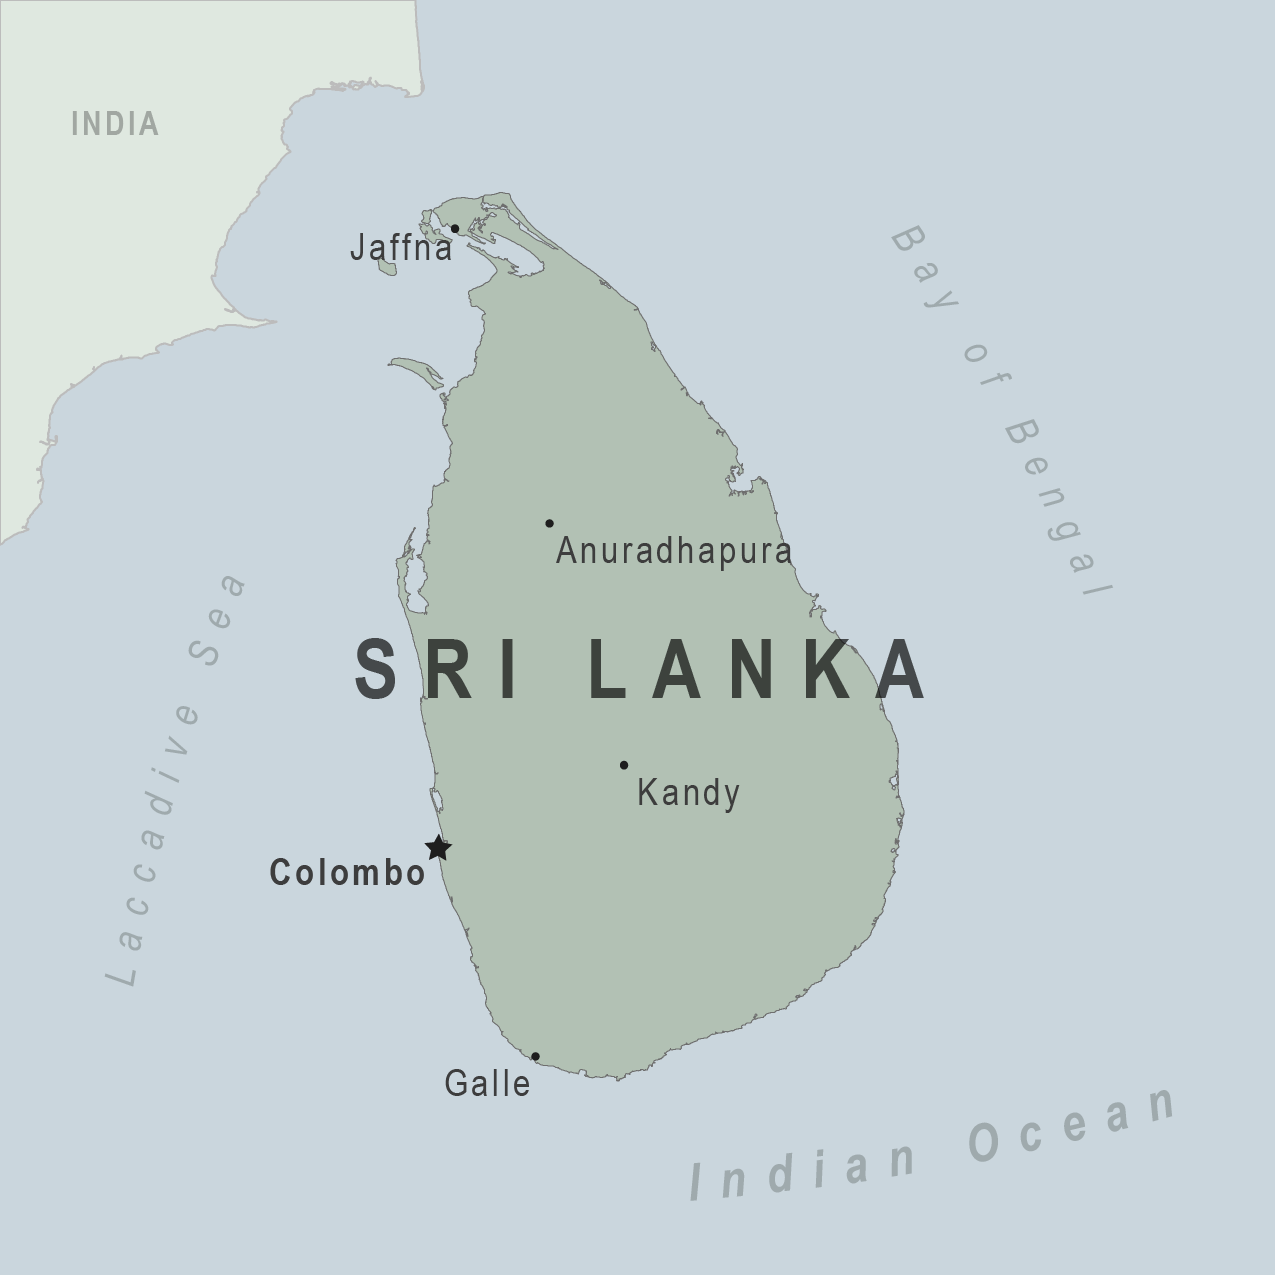 INDIA
Jaffna
Bay of Bengal
Anuradhapura
SRI LANKA
Laccadive Sea
Kandy
Colombo
Galle
Indian Ocean